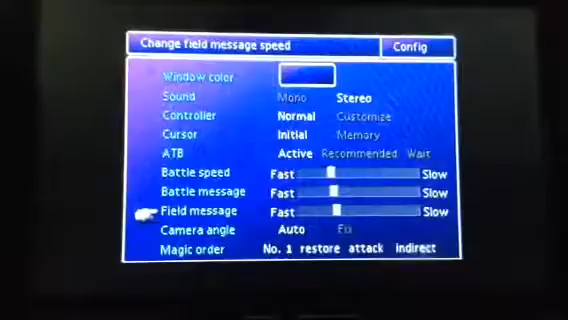 Change field message speed Config
Window color
Sound Mono Stereo
Controller Normal Customize
Cursor Initial Memory
ATB Active Recommended Wait
Battle speed Fast Slow
Battle message Fast Slow
Field message Fast Slow
Camera angle Auto Fix
Magic order No. 1 restore attack indirect